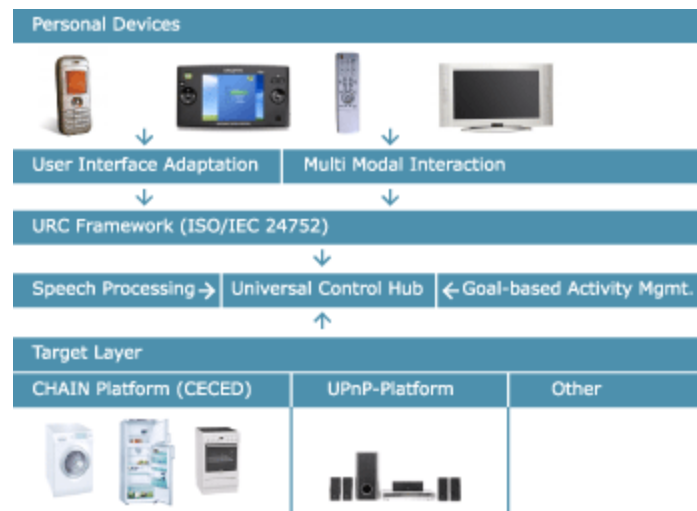 Personal Devices
User Interface Adaptation
Multi Modal Interaction
URC Framework (ISO/IEC 24752)
Speech Processing
Universal Control Hub
Goal-based Activity Mgmt.
Target Layer
CHAIN Platform (CECED)
UPnP-Platform
Other